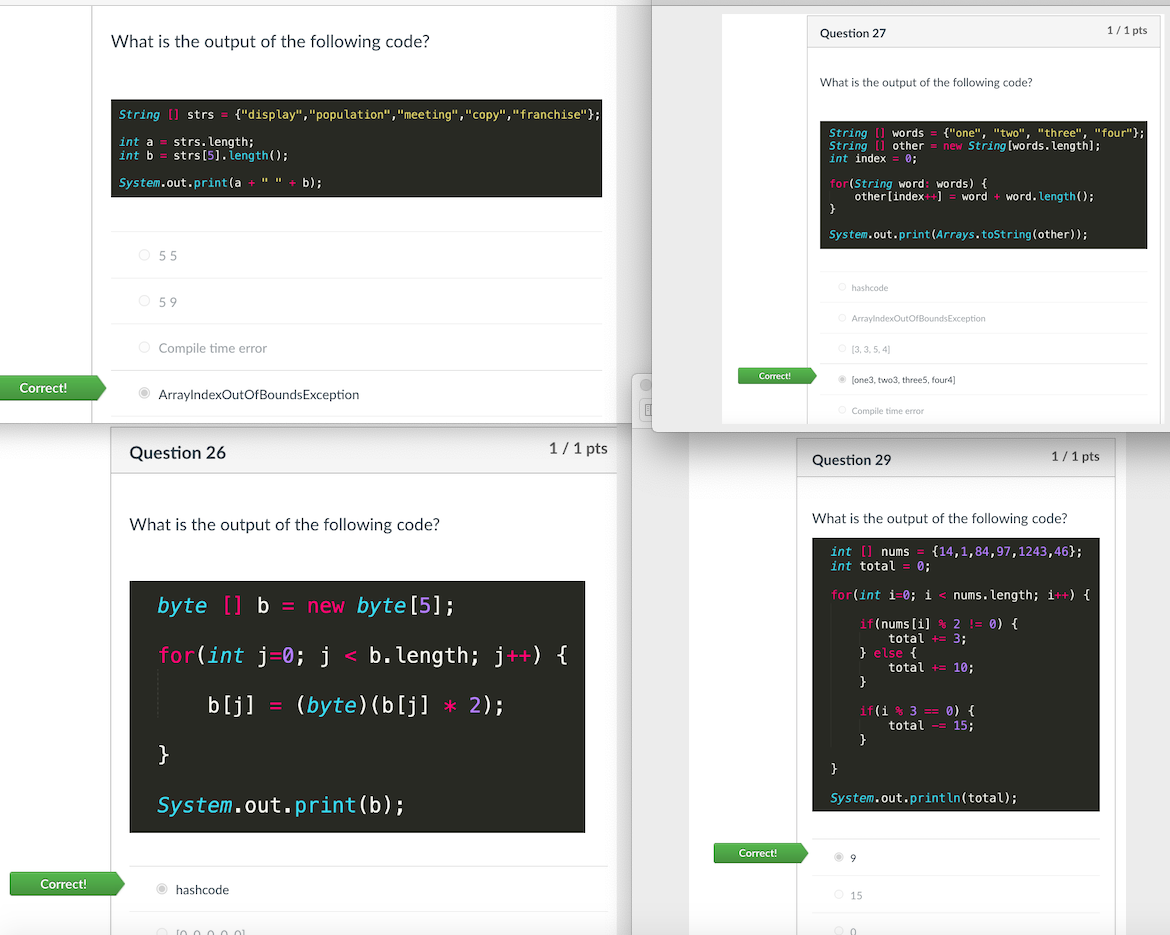 What is the output of the following code?
String [] strs = {"display","population","meeting","copy","franchise"};
int a = strs.length;
int b = strs[5].length();
System.out.print(a + " " + b);
5 5
5 9
Compile time error
Correct!
ArrayIndexOutOfBoundsException
Question 27
1 / 1 pts
What is the output of the following code?
String [] words = {"one", "two", "three", "four"};
String [] other = new String[words.length];
int index = 0;
for(String word: words) {
other[index++] = word + word.length();
}
System.out.print(Arrays.toString(other));
hashcode
ArrayIndexOutOfBoundsException
[3, 3, 5, 4]
Correct!
[one3, two3, three5, four4]
Compile time error
Question 26
1 / 1 pts
What is the output of the following code?
byte [] b = new byte[5];
for(int j=0; j < b.length; j++) {
b[j] = (byte)(b[j] * 2);
}
System.out.print(b);
Correct!
hashcode
[0, 0, 0, 0, 0]
Question 29
1 / 1 pts
What is the output of the following code?
int [] nums = {14,1,84,97,1243,46};
int total = 0;
for(int i=0; i < nums.length; i++) {
if(nums[i] % 2 != 0) {
total += 3;
} else {
total += 10;
}
if(i % 3 == 0) {
total -= 15;
}
}
System.out.println(total);
Correct!
9
15
0